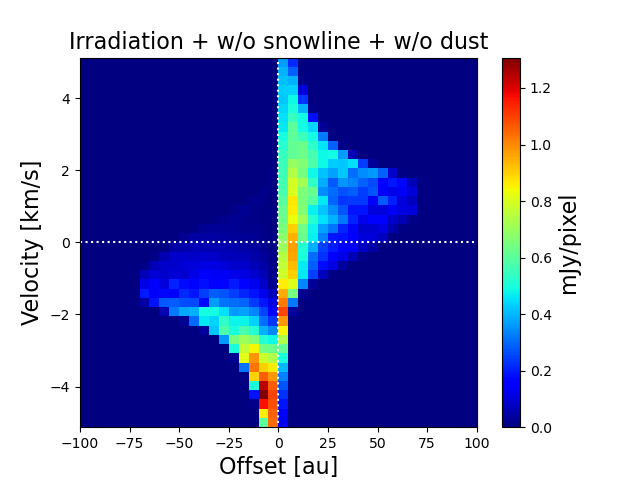 Irradiation + w/o snowline + w/o dust
Velocity [km/s]
4
2
0
−2
−4
−100 −75 −50 −25 0 25 50 75 100
Offset [au]
1.2
1.0
0.8
0.6
0.4
0.2
0.0
mJy/pixel